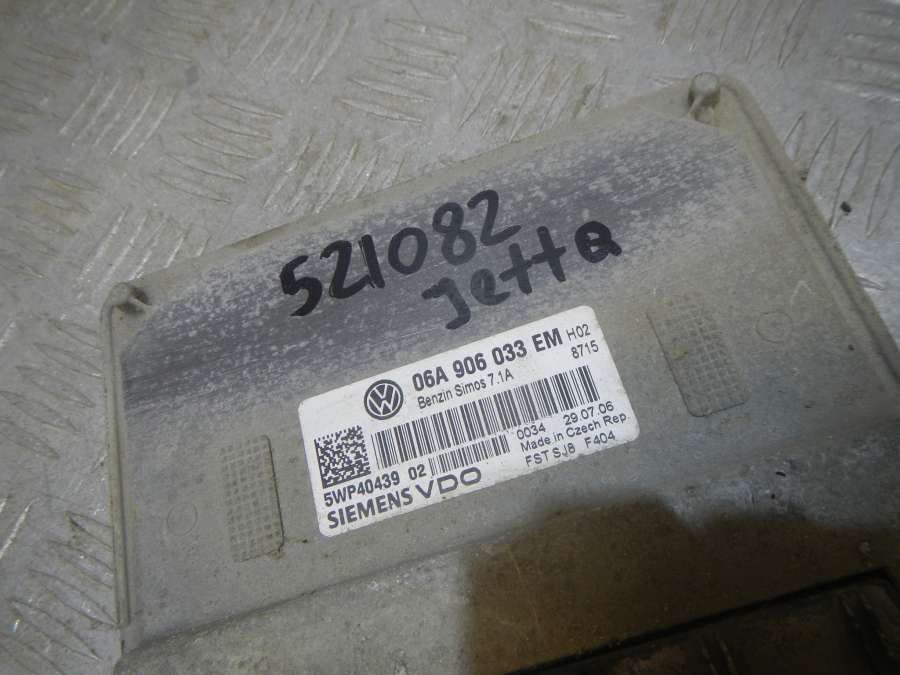 521082
Jetta
06A 906 033 EM H02
Benzin Simos 7.1A 8715
0034 29.07.06
Made in Czech Rep.
5WP40439 02 FST SJ8 F404
SIEMENS VDO